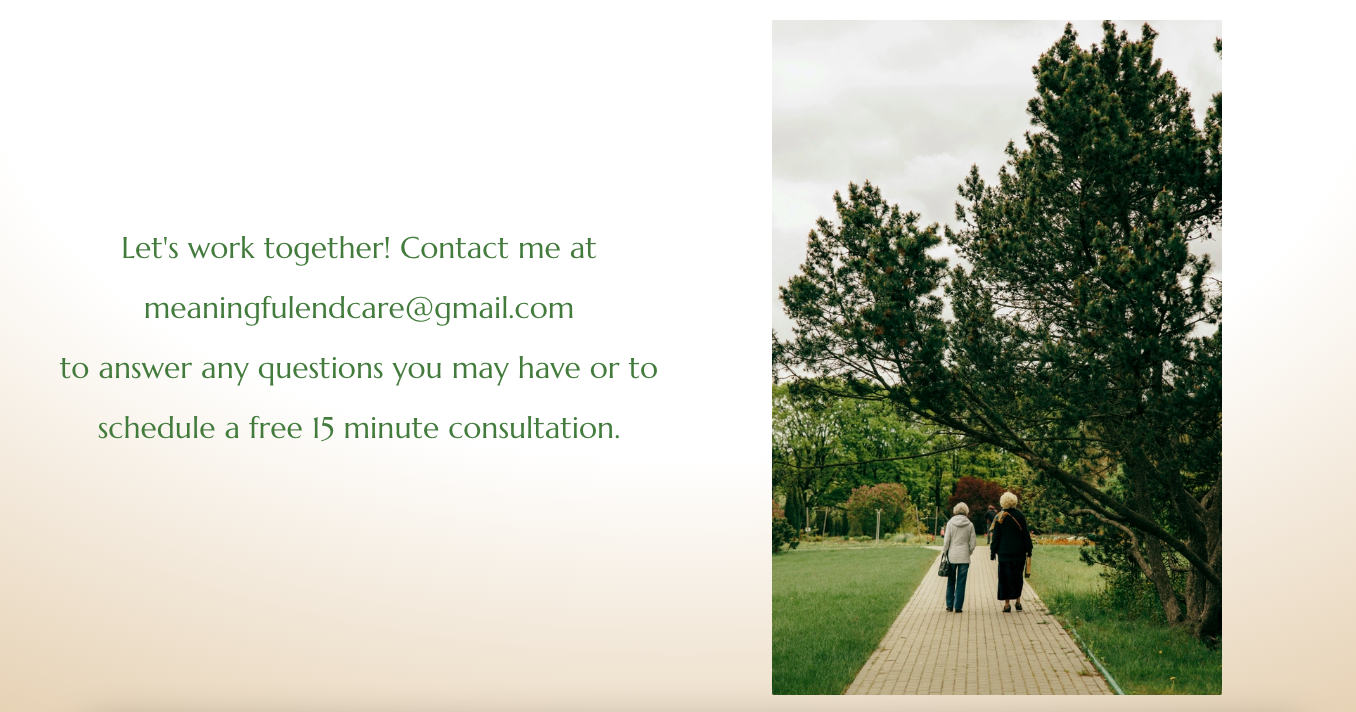 Let's work together! Contact me at
meaningfulendcare@gmail.com
to answer any questions you may have or to
schedule a free 15 minute consultation.